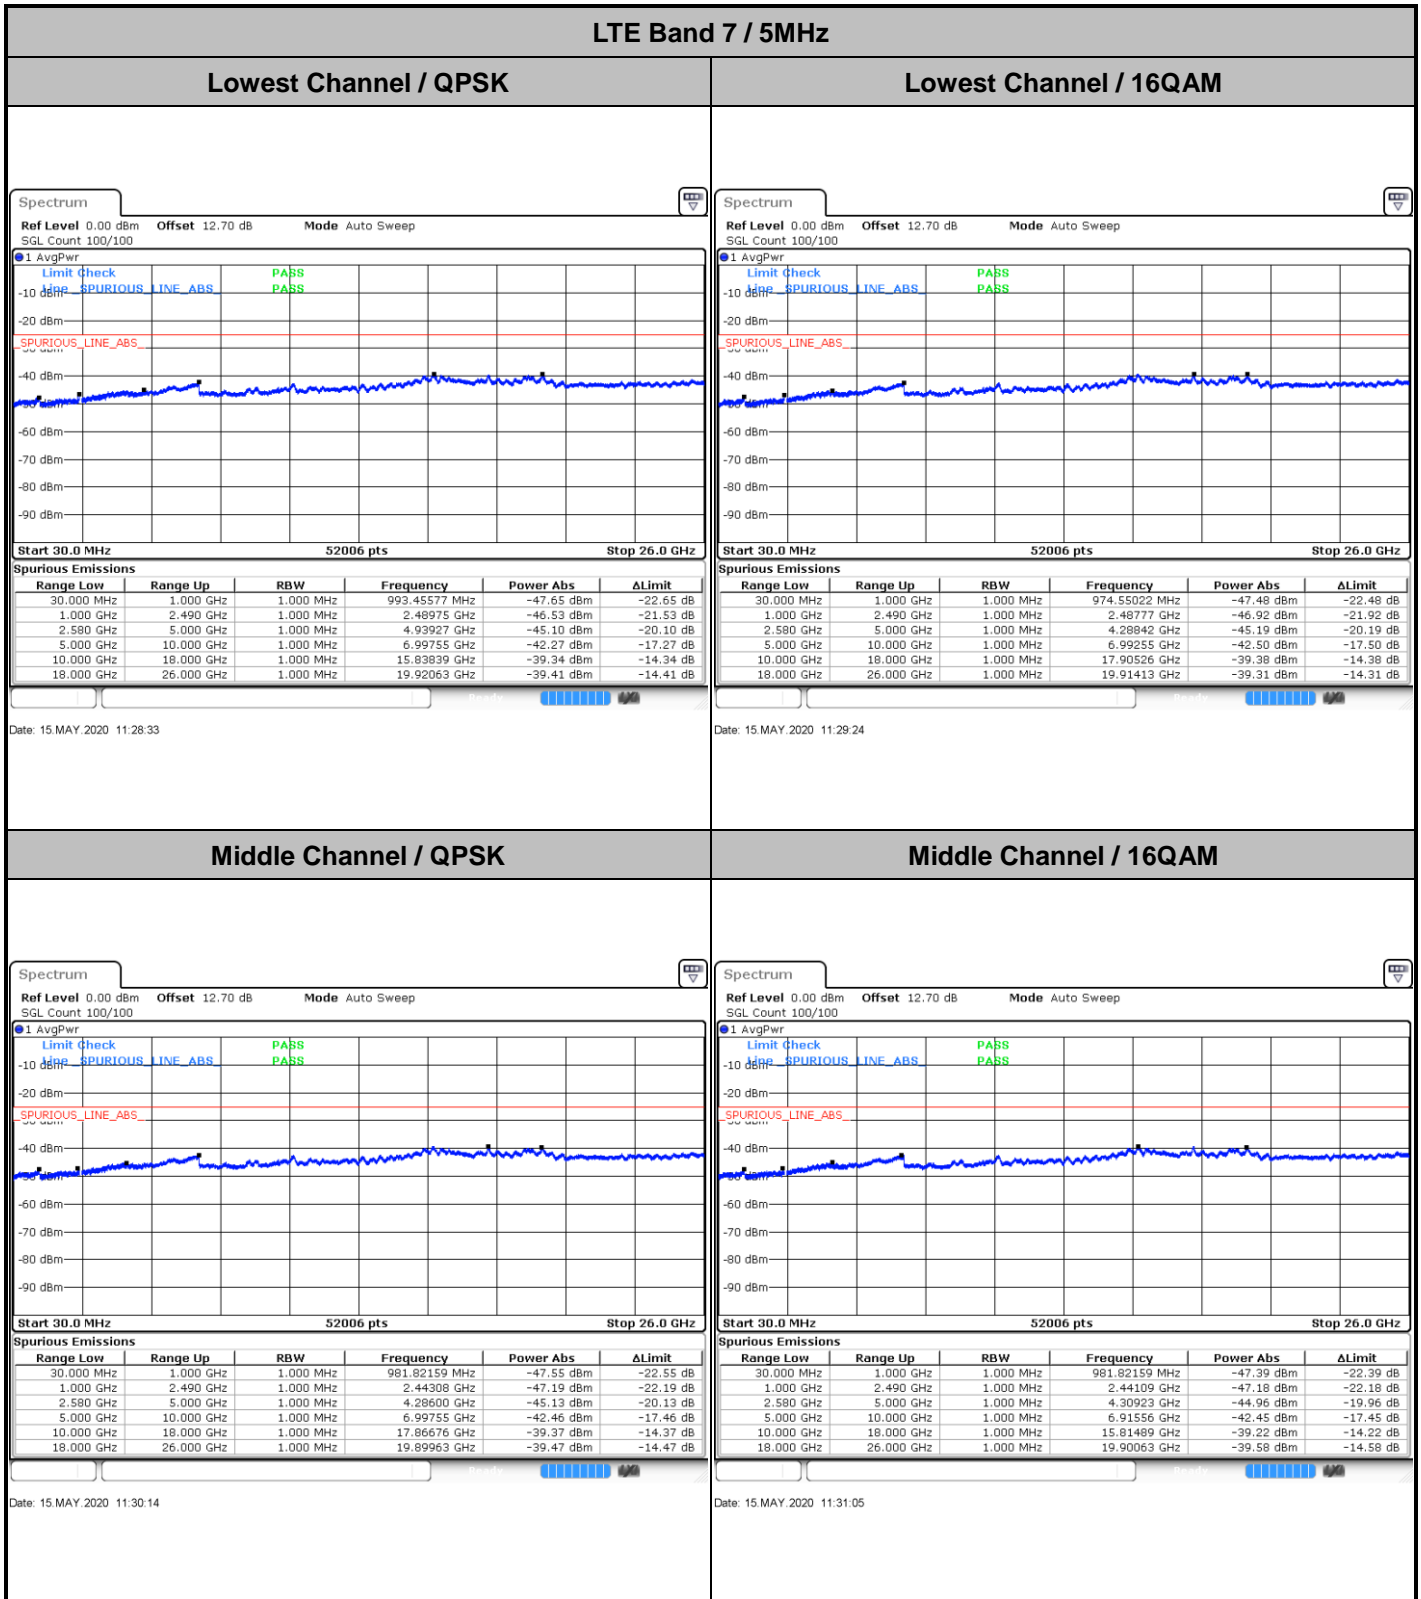 LTE Band 7 / 5MHz
Lowest Channel / QPSK
Lowest Channel / 16QAM
Spectrum
Ref Level 0.00 dBm Offset 12.70 dB Mode Auto Sweep
SGL Count 100/100
1 AvgPwr
Limit Check PASS
Line _SPURIOUS_LINE_ABS_ PASS
-10 dBm
-20 dBm
_SPURIOUS_LINE_ABS_
-30 dBm
-40 dBm
-50 dBm
-60 dBm
-70 dBm
-80 dBm
-90 dBm
Start 30.0 MHz 52006 pts Stop 26.0 GHz
Spurious Emissions
Range Low Range Up RBW Frequency Power Abs ΔLimit
30.000 MHz 1.000 GHz 1.000 MHz 993.45577 MHz -47.65 dBm -22.65 dB
1.000 GHz 2.490 GHz 1.000 MHz 2.48975 GHz -46.53 dBm -21.53 dB
2.580 GHz 5.000 GHz 1.000 MHz 4.93927 GHz -45.10 dBm -20.10 dB
5.000 GHz 10.000 GHz 1.000 MHz 6.99755 GHz -42.27 dBm -17.27 dB
10.000 GHz 18.000 GHz 1.000 MHz 15.83839 GHz -39.34 dBm -14.34 dB
18.000 GHz 26.000 GHz 1.000 MHz 19.92063 GHz -39.41 dBm -14.41 dB
Ready
Date: 15.MAY.2020 11:28:33
Spectrum
Ref Level 0.00 dBm Offset 12.70 dB Mode Auto Sweep
SGL Count 100/100
1 AvgPwr
Limit Check PASS
Line _SPURIOUS_LINE_ABS_ PASS
-10 dBm
-20 dBm
_SPURIOUS_LINE_ABS_
-30 dBm
-40 dBm
-50 dBm
-60 dBm
-70 dBm
-80 dBm
-90 dBm
Start 30.0 MHz 52006 pts Stop 26.0 GHz
Spurious Emissions
Range Low Range Up RBW Frequency Power Abs ΔLimit
30.000 MHz 1.000 GHz 1.000 MHz 974.55022 MHz -47.48 dBm -22.48 dB
1.000 GHz 2.490 GHz 1.000 MHz 2.48777 GHz -46.92 dBm -21.92 dB
2.580 GHz 5.000 GHz 1.000 MHz 4.28842 GHz -45.19 dBm -20.19 dB
5.000 GHz 10.000 GHz 1.000 MHz 6.99255 GHz -42.50 dBm -17.50 dB
10.000 GHz 18.000 GHz 1.000 MHz 17.90526 GHz -39.38 dBm -14.38 dB
18.000 GHz 26.000 GHz 1.000 MHz 19.91413 GHz -39.31 dBm -14.31 dB
Ready
Date: 15.MAY.2020 11:29:24
Middle Channel / QPSK
Middle Channel / 16QAM
Spectrum
Ref Level 0.00 dBm Offset 12.70 dB Mode Auto Sweep
SGL Count 100/100
1 AvgPwr
Limit Check PASS
Line _SPURIOUS_LINE_ABS_ PASS
-10 dBm
-20 dBm
_SPURIOUS_LINE_ABS_
-30 dBm
-40 dBm
-50 dBm
-60 dBm
-70 dBm
-80 dBm
-90 dBm
Start 30.0 MHz 52006 pts Stop 26.0 GHz
Spurious Emissions
Range Low Range Up RBW Frequency Power Abs ΔLimit
30.000 MHz 1.000 GHz 1.000 MHz 981.82159 MHz -47.55 dBm -22.55 dB
1.000 GHz 2.490 GHz 1.000 MHz 2.44308 GHz -47.19 dBm -22.19 dB
2.580 GHz 5.000 GHz 1.000 MHz 4.28600 GHz -45.13 dBm -20.13 dB
5.000 GHz 10.000 GHz 1.000 MHz 6.99755 GHz -42.46 dBm -17.46 dB
10.000 GHz 18.000 GHz 1.000 MHz 17.86676 GHz -39.37 dBm -14.37 dB
18.000 GHz 26.000 GHz 1.000 MHz 19.89963 GHz -39.47 dBm -14.47 dB
Ready
Date: 15.MAY.2020 11:30:14
Spectrum
Ref Level 0.00 dBm Offset 12.70 dB Mode Auto Sweep
SGL Count 100/100
1 AvgPwr
Limit Check PASS
Line _SPURIOUS_LINE_ABS_ PASS
-10 dBm
-20 dBm
_SPURIOUS_LINE_ABS_
-30 dBm
-40 dBm
-50 dBm
-60 dBm
-70 dBm
-80 dBm
-90 dBm
Start 30.0 MHz 52006 pts Stop 26.0 GHz
Spurious Emissions
Range Low Range Up RBW Frequency Power Abs ΔLimit
30.000 MHz 1.000 GHz 1.000 MHz 981.82159 MHz -47.39 dBm -22.39 dB
1.000 GHz 2.490 GHz 1.000 MHz 2.44109 GHz -47.18 dBm -22.18 dB
2.580 GHz 5.000 GHz 1.000 MHz 4.30923 GHz -44.96 dBm -19.96 dB
5.000 GHz 10.000 GHz 1.000 MHz 6.91556 GHz -42.45 dBm -17.45 dB
10.000 GHz 18.000 GHz 1.000 MHz 15.81489 GHz -39.22 dBm -14.22 dB
18.000 GHz 26.000 GHz 1.000 MHz 19.90063 GHz -39.58 dBm -14.58 dB
Ready
Date: 15.MAY.2020 11:31:05